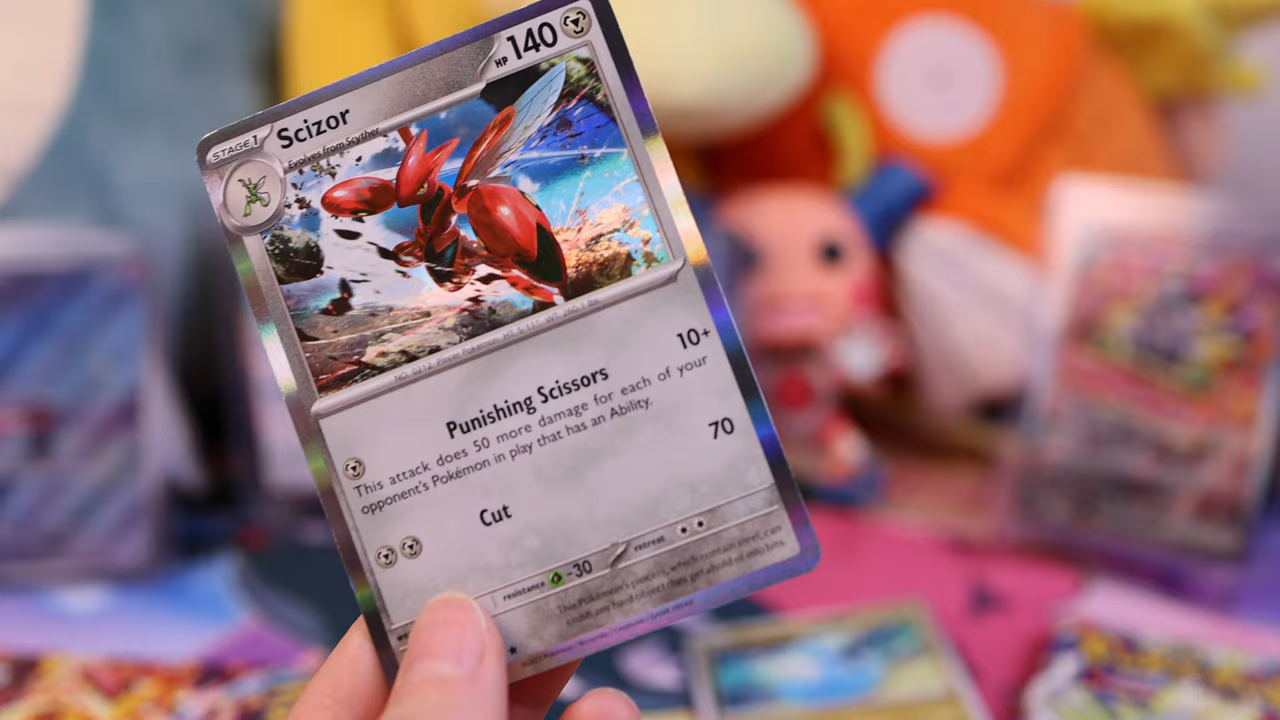 STAGE1
Scizor
HP 140
Evolves from Scyther
NO. 0212 Pincer Pokémon HT: 5'11" WT: 260.1 lbs.
Punishing Scissors 10+
This attack does 50 more damage for each of your
opponent's Pokémon in play that has an Ability.
Cut 70
resistance -30 retreat
This Pokémon's pincers, which contain steel, can
crush any hard object they get ahold of into bits.